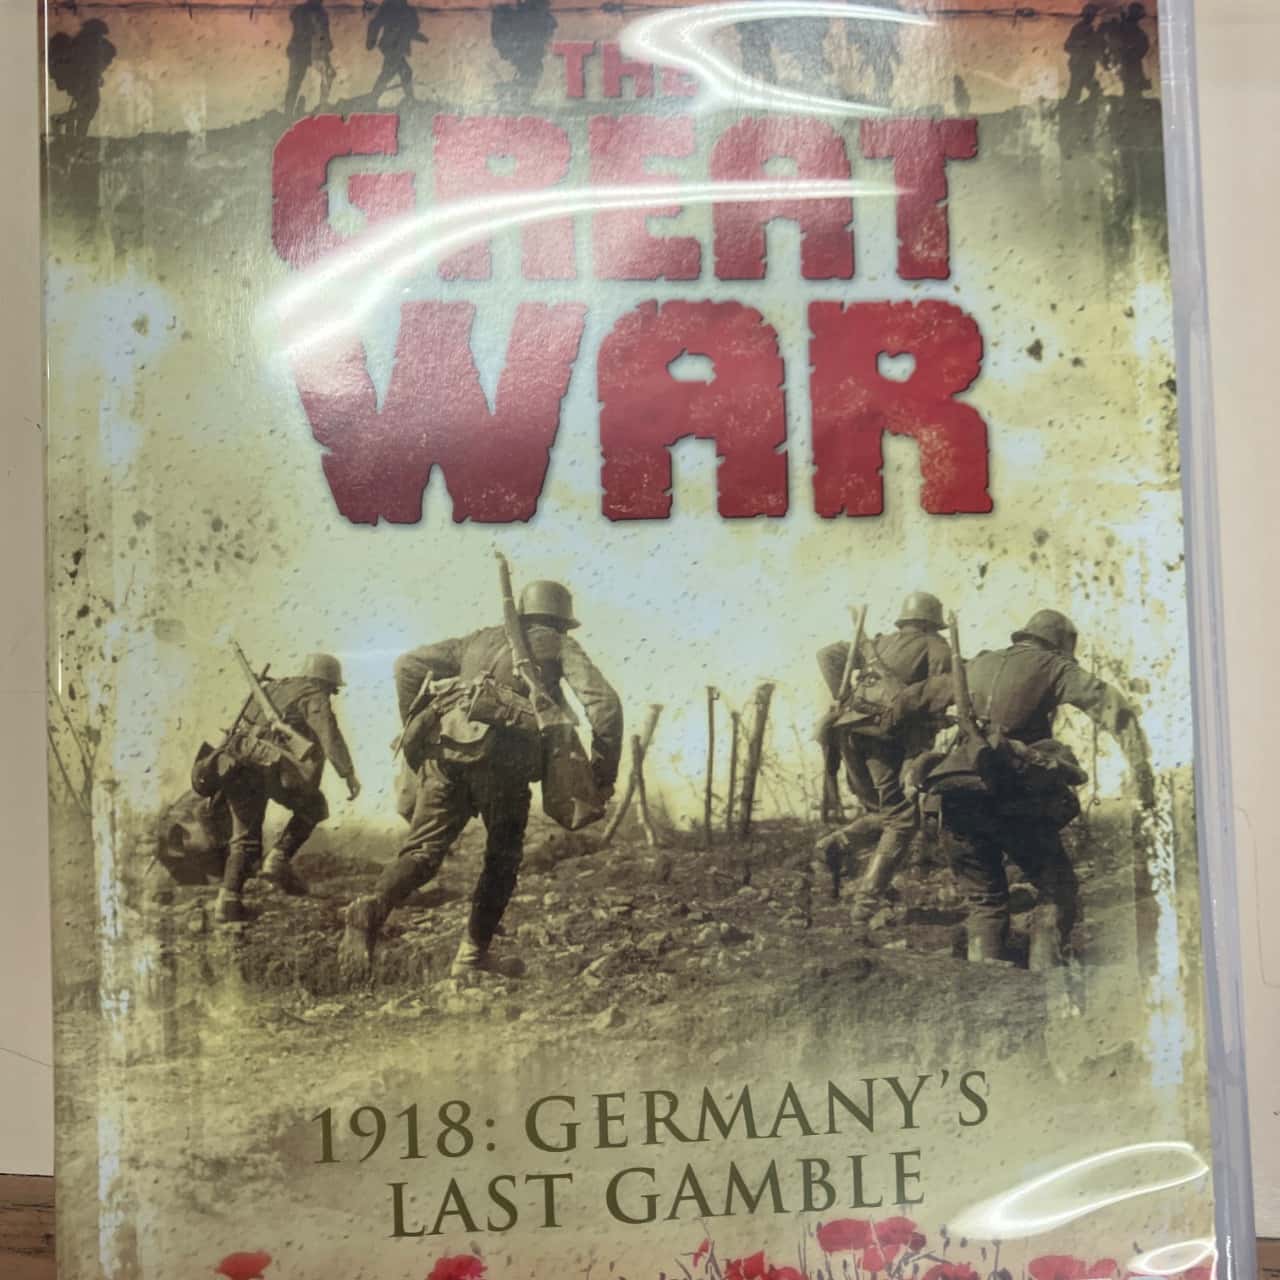 THE
GREAT
WAR
1918: GERMANY'S
LAST GAMBLE